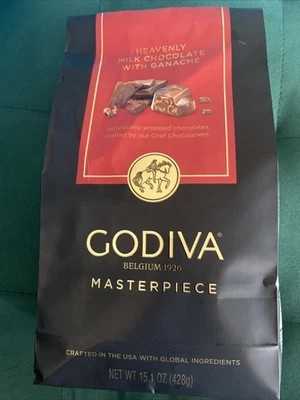 HEAVENLY
MILK CHOCOLATE
WITH GANACHE
individually wrapped chocolates
crafted by our Chef Chocolatiers
GODIVA®
BELGIUM 1926
MASTERPIECE
CRAFTED IN THE USA WITH GLOBAL INGREDIENTS
NET WT 15.1 OZ (428g)